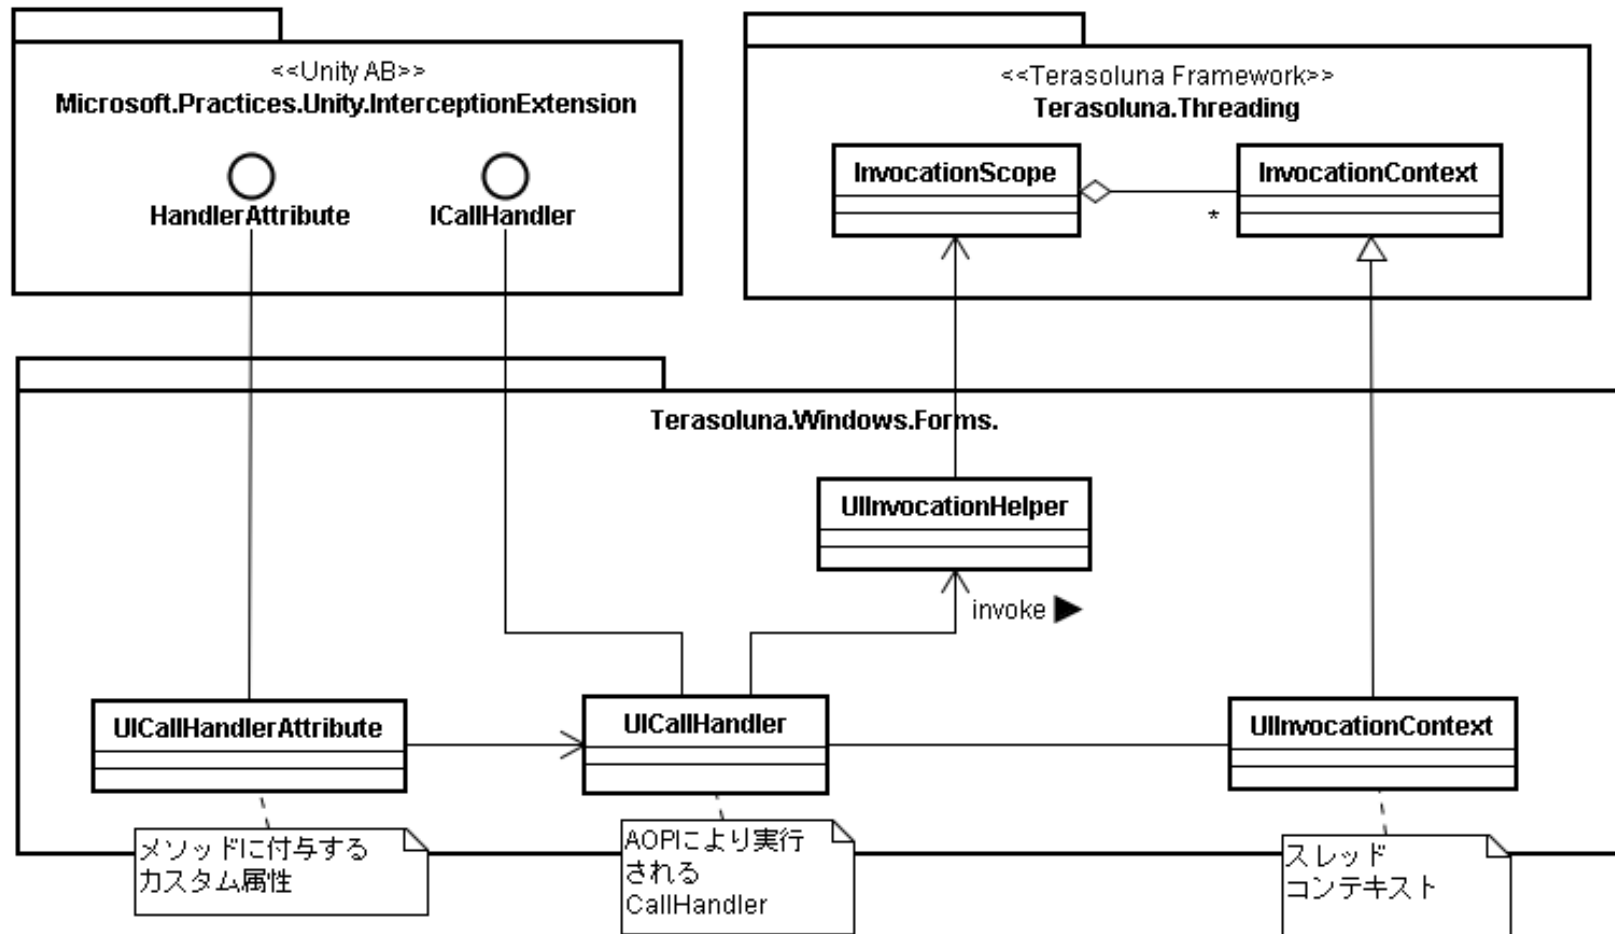 <<Unity AB>>
Microsoft.Practices.Unity.InterceptionExtension
HandlerAttribute
ICallHandler
<<Terasoluna Framework>>
Terasoluna.Threading
InvocationScope
InvocationContext
*
Terasoluna.Windows.Forms.
UIInvocationHelper
invoke ▶
UICallHandlerAttribute
UICallHandler
UIInvocationContext
メソッドに付与する
カスタム属性
AOPにより実行
される
CallHandler
スレッド
コンテキスト